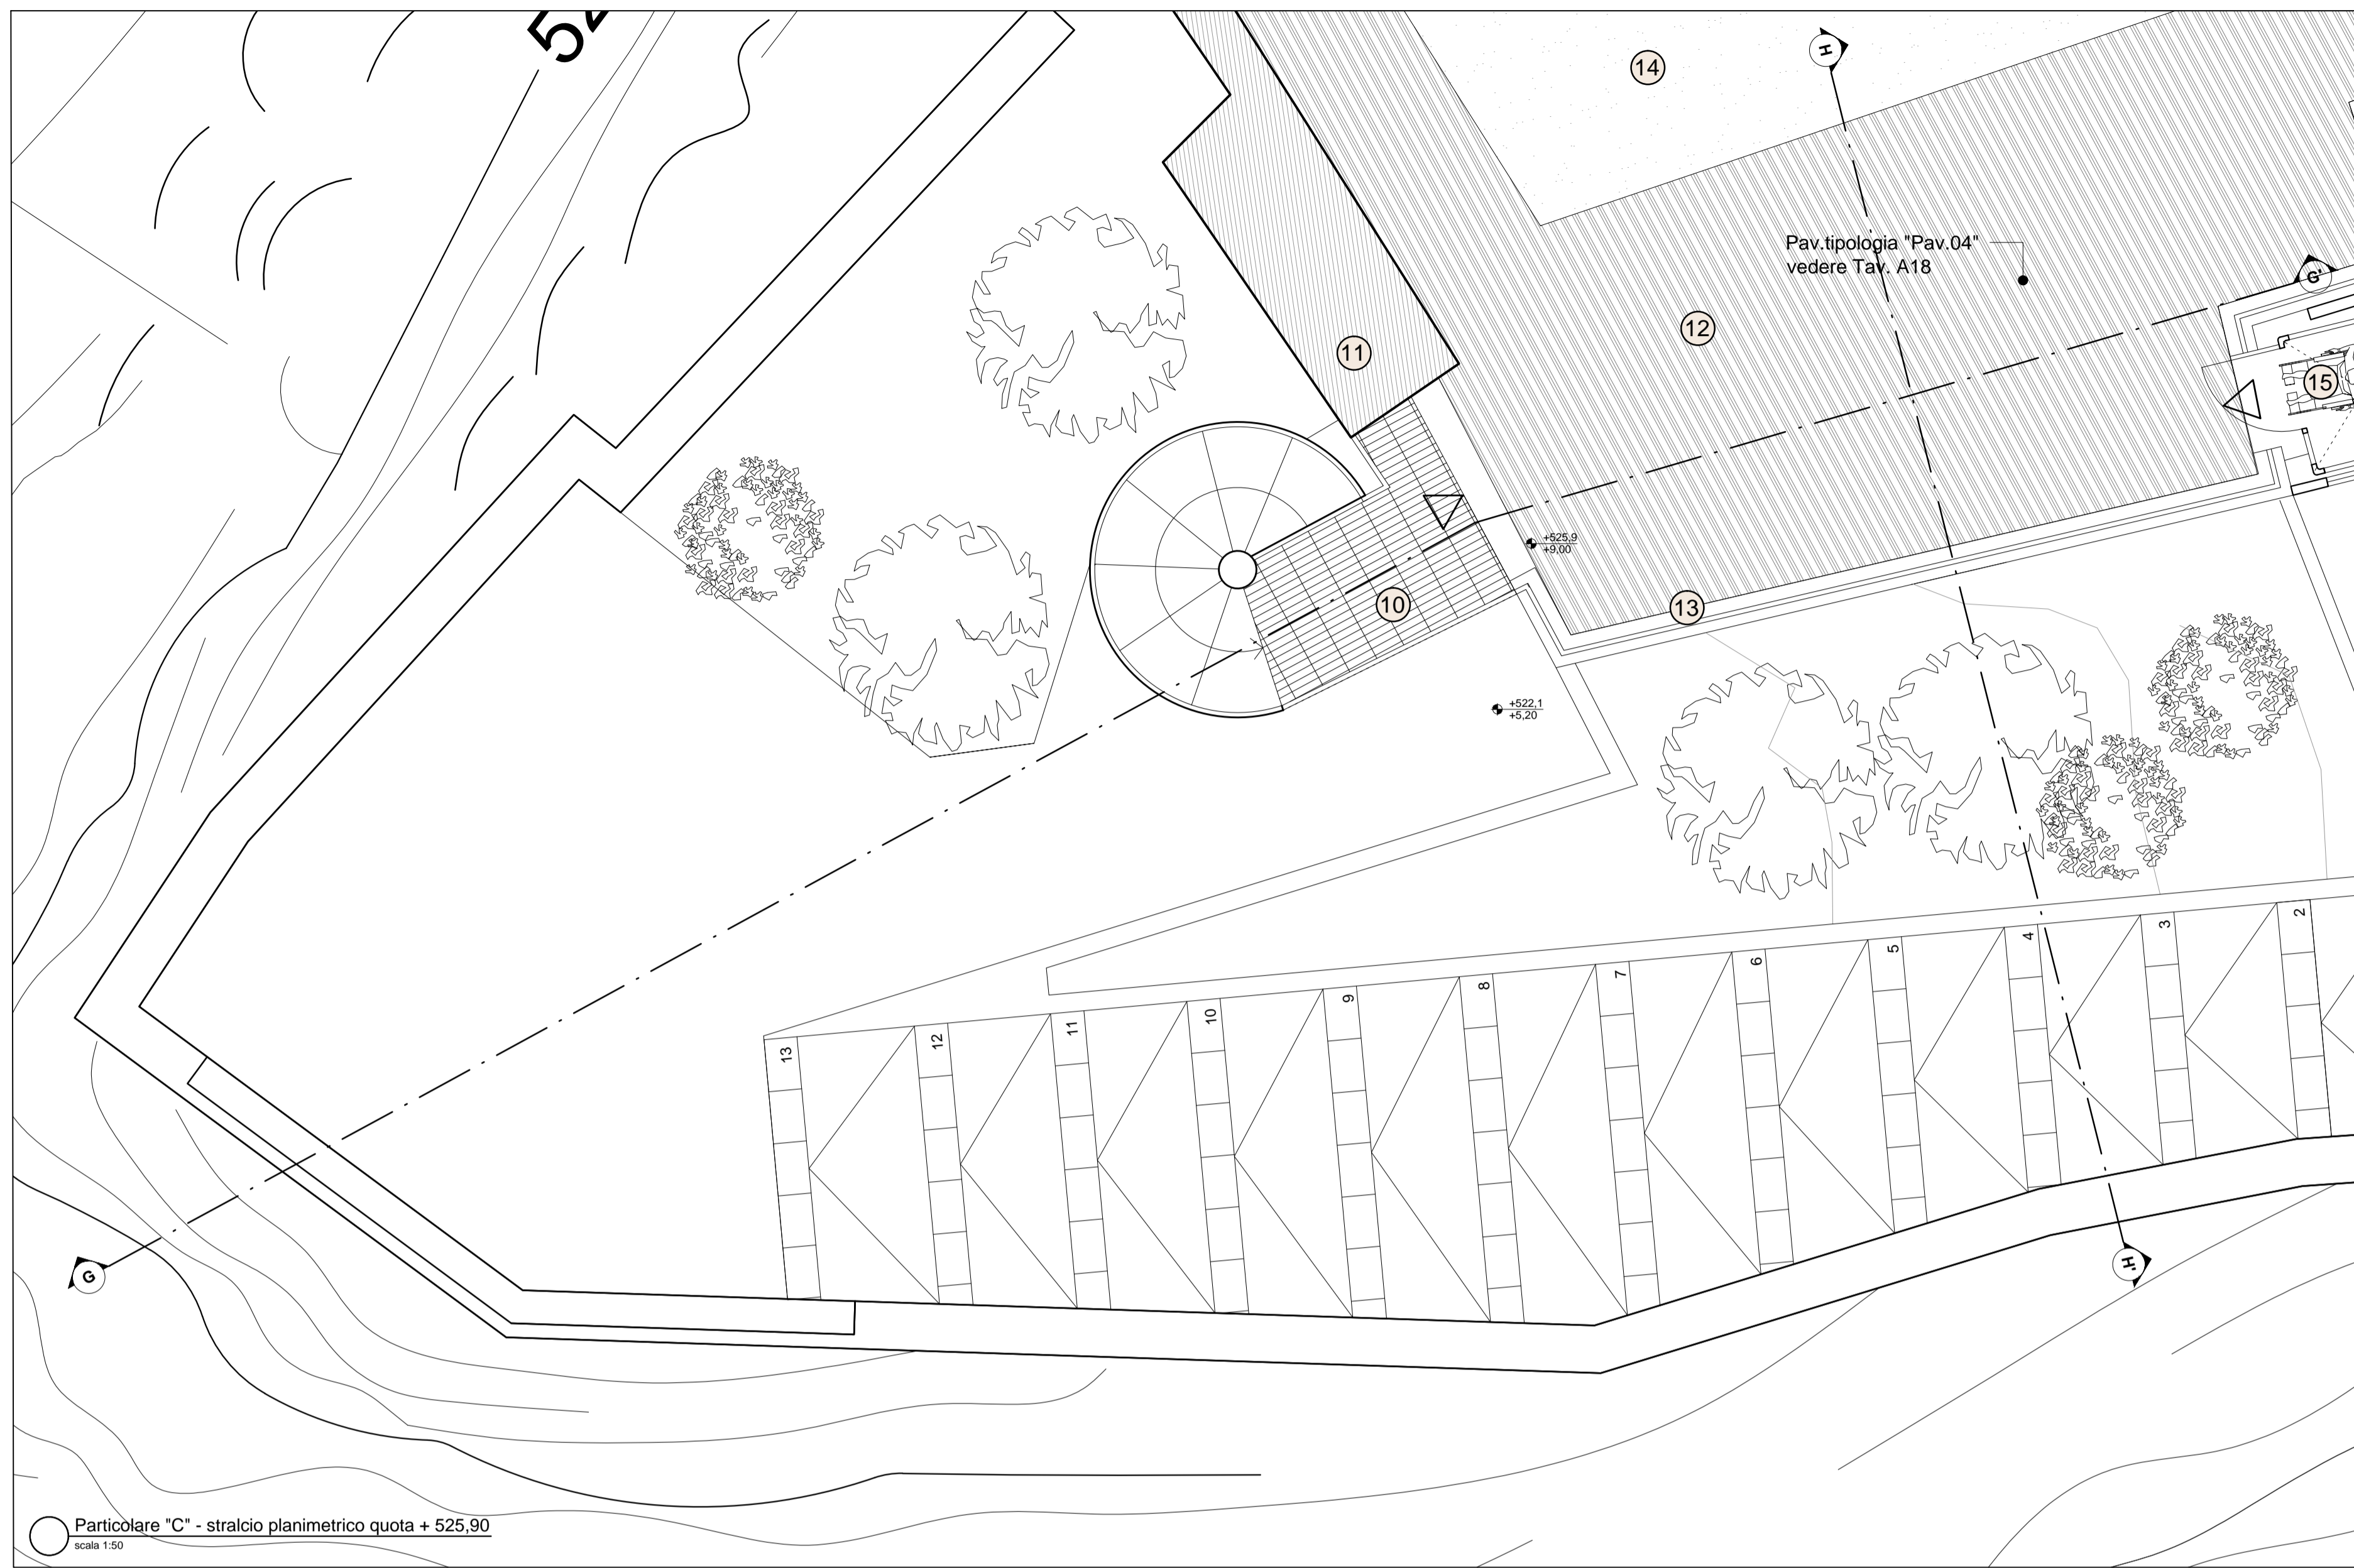 52
14
H
Pav.tipologia "Pav.04"
vedere Tav. A18
G'
12
11
15
+525,9
+9,00
10
13
+522,1
+5,20
2
3
4
5
6
7
8
9
10
11
12
13
G
H'
Particolare "C" - stralcio planimetrico quota + 525,90
scala 1:50